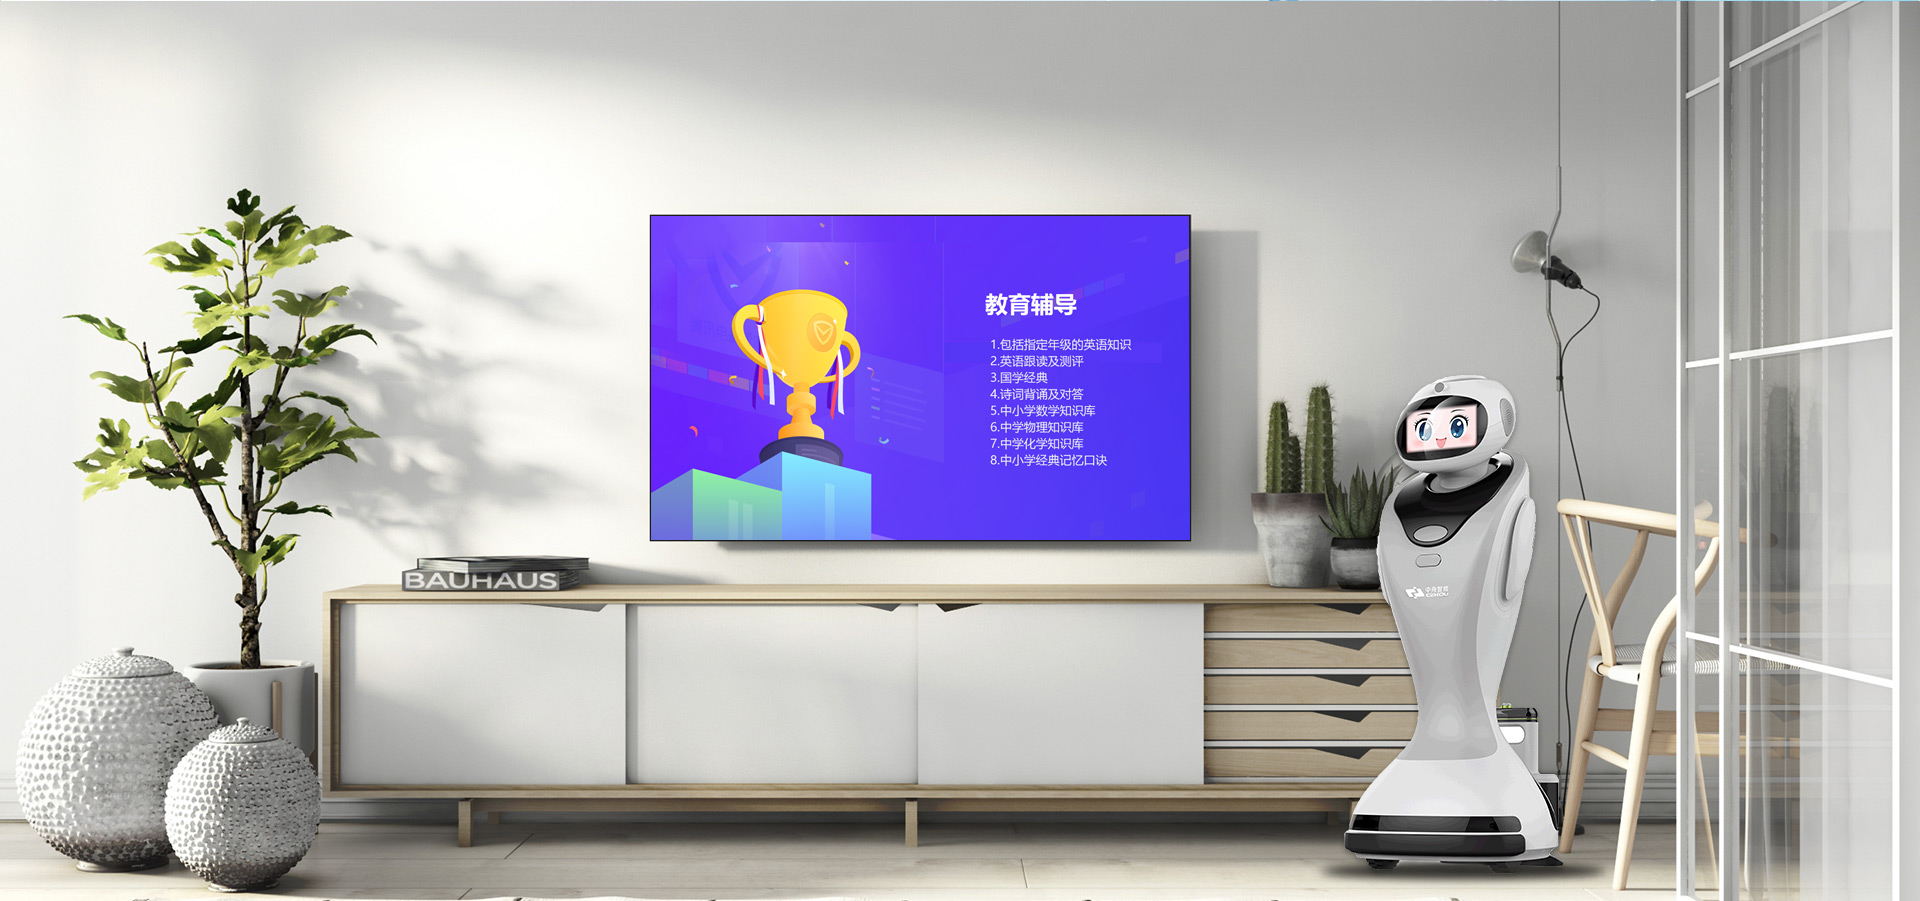 教育辅导
1.包括指定年级的英语知识
2.英语跟读及测评
3.国学经典
4.诗词背诵及对答
5.中小学数学知识库
6.中学物理知识库
7.中学化学知识库
8.中小学经典记忆口诀
BAUHAUS